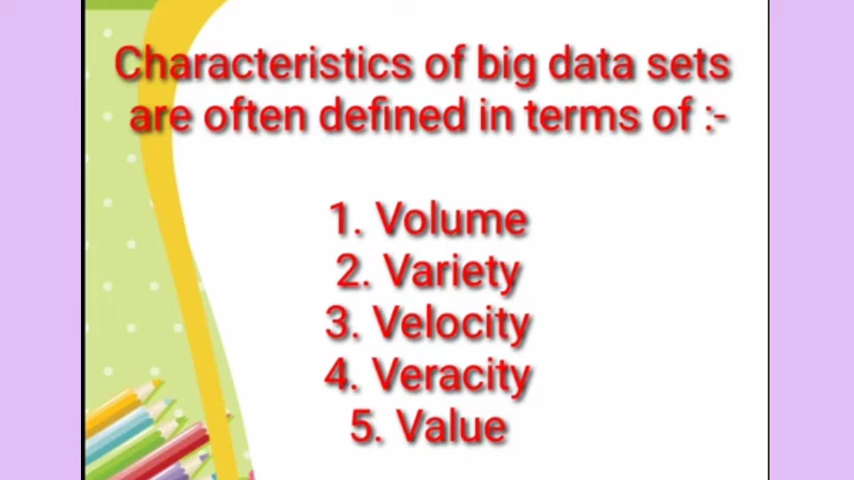 Characteristics of big data sets
are often defined in terms of :-
1. Volume
2. Variety
3. Velocity
4. Veracity
5. Value